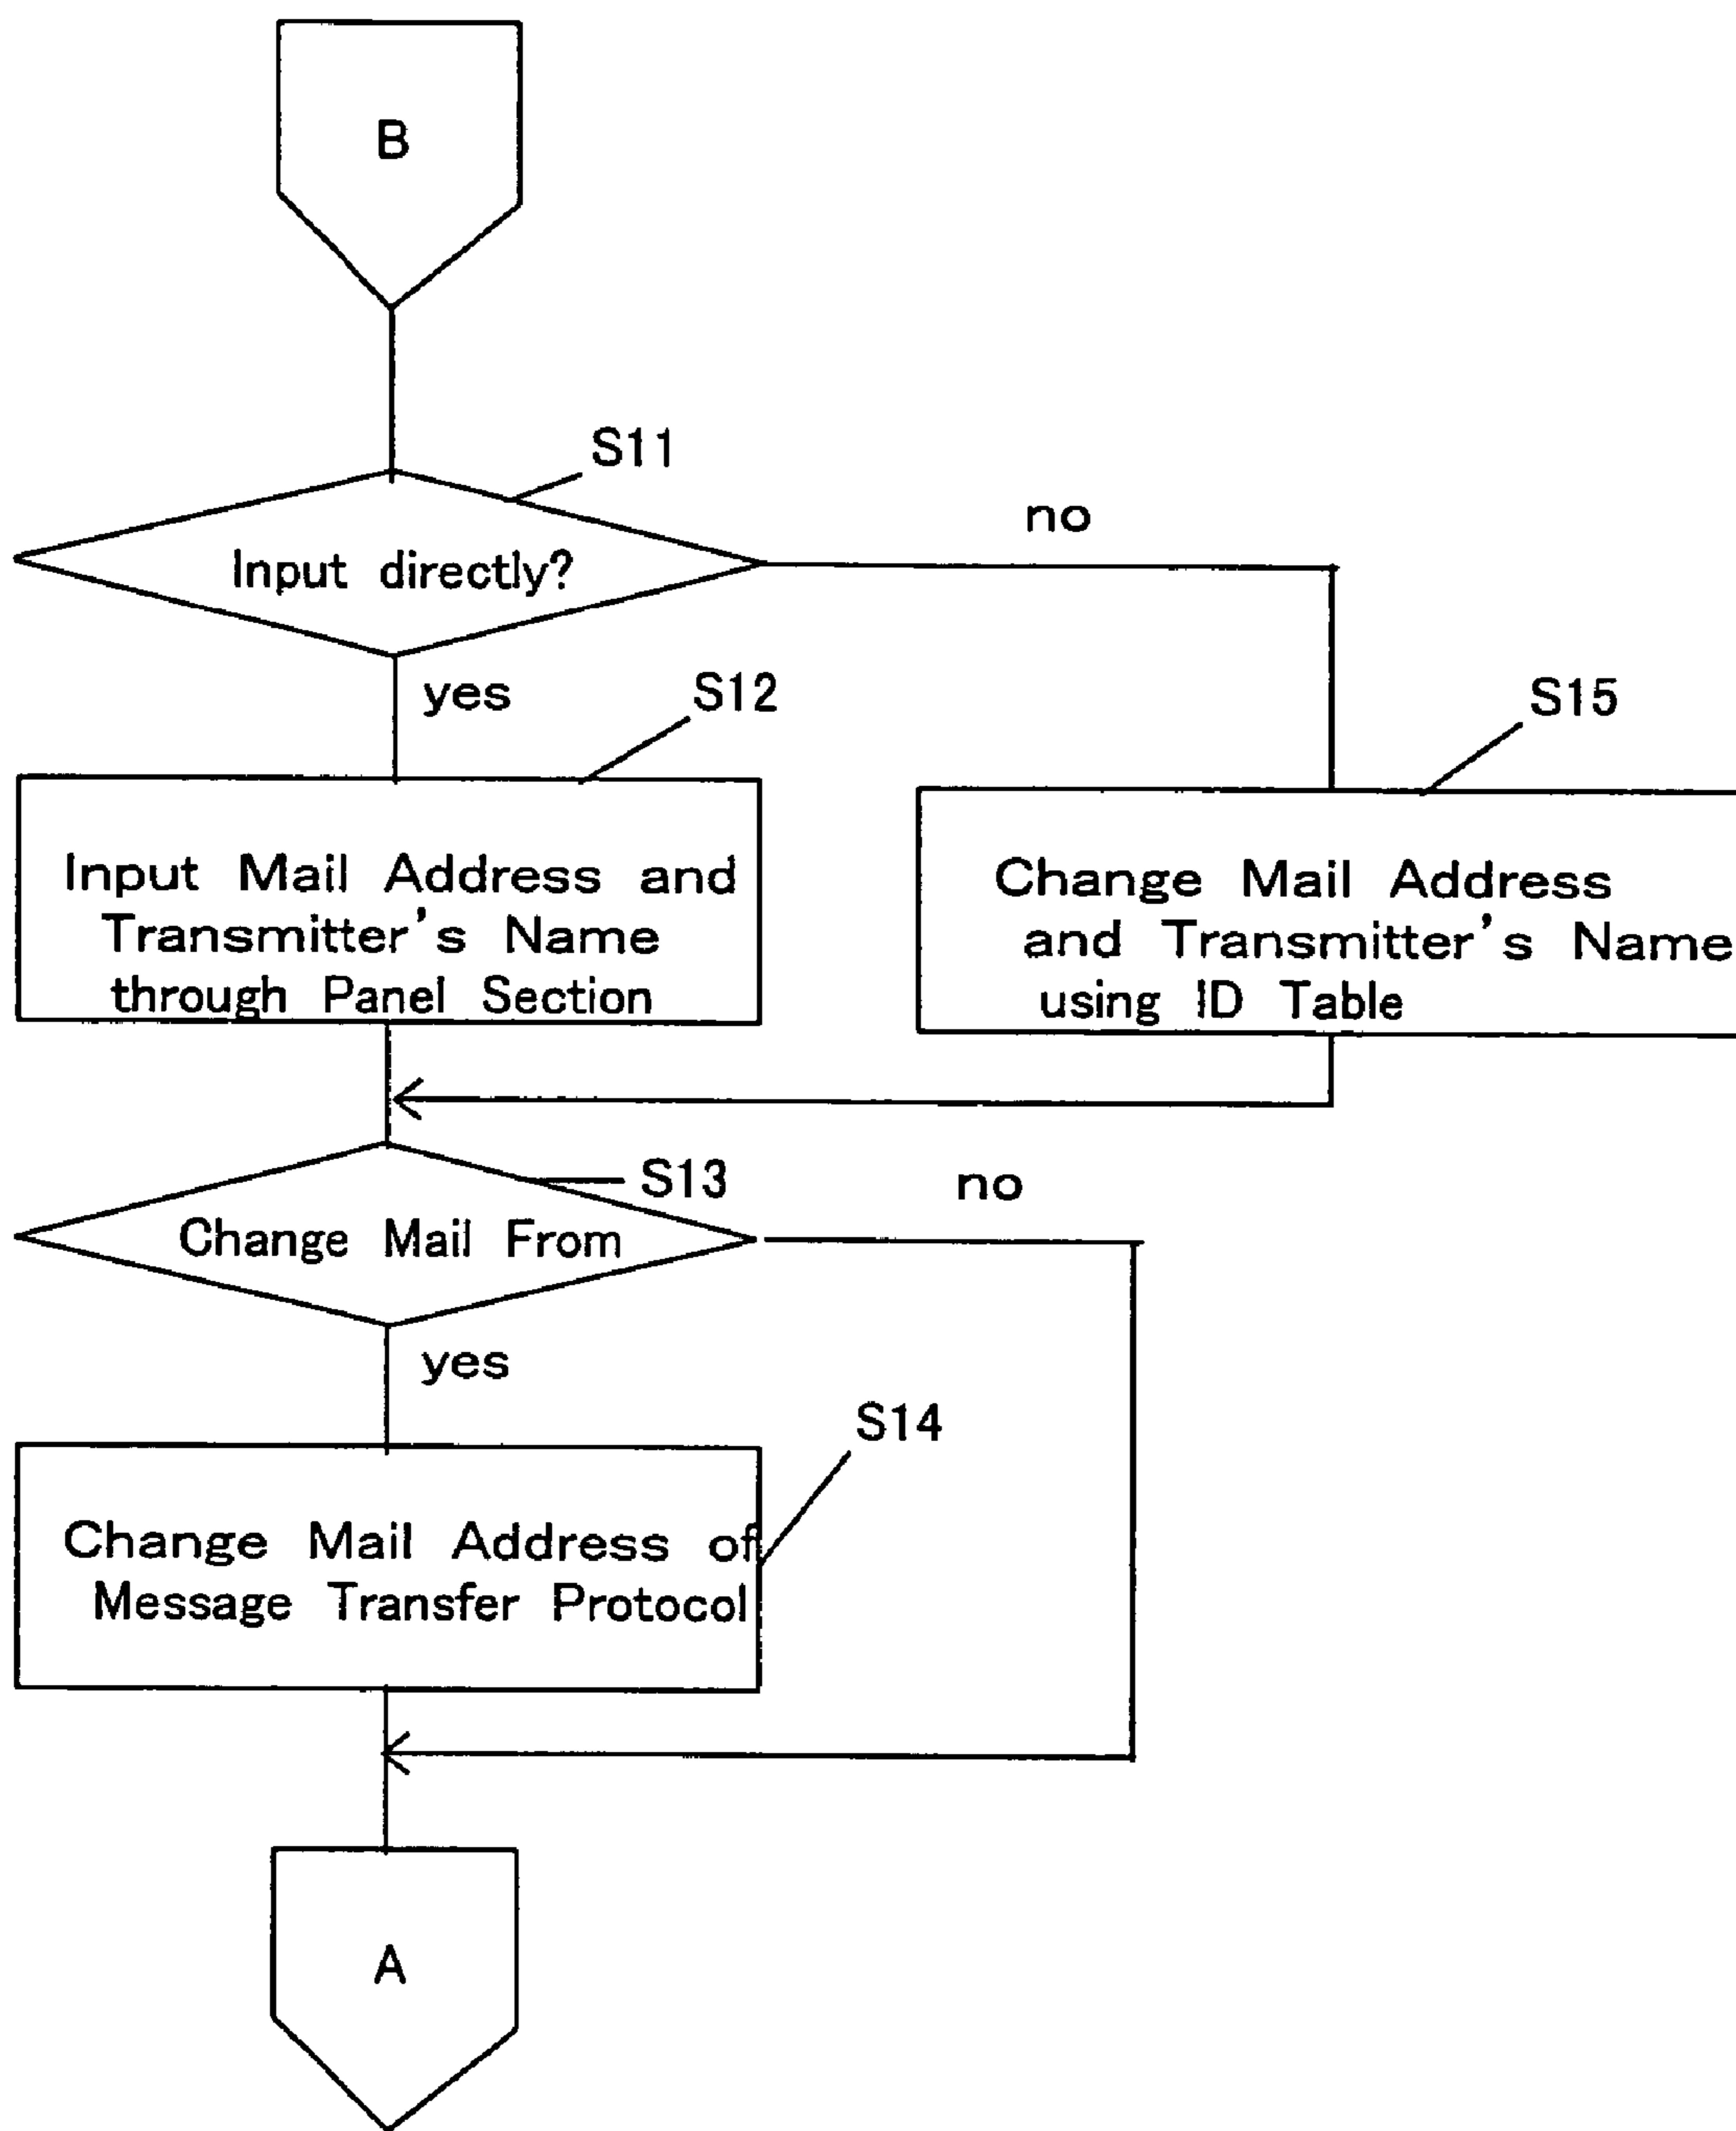 B
S11
no
Input directly?
yes
S12
S15
Input Mail Address and
Transmitter's Name
through Panel Section
Change Mail Address
and Transmitter's Name
using ID Table
S13
no
Change Mail From
yes
S14
Change Mail Address of
Message Transfer Protocol
A